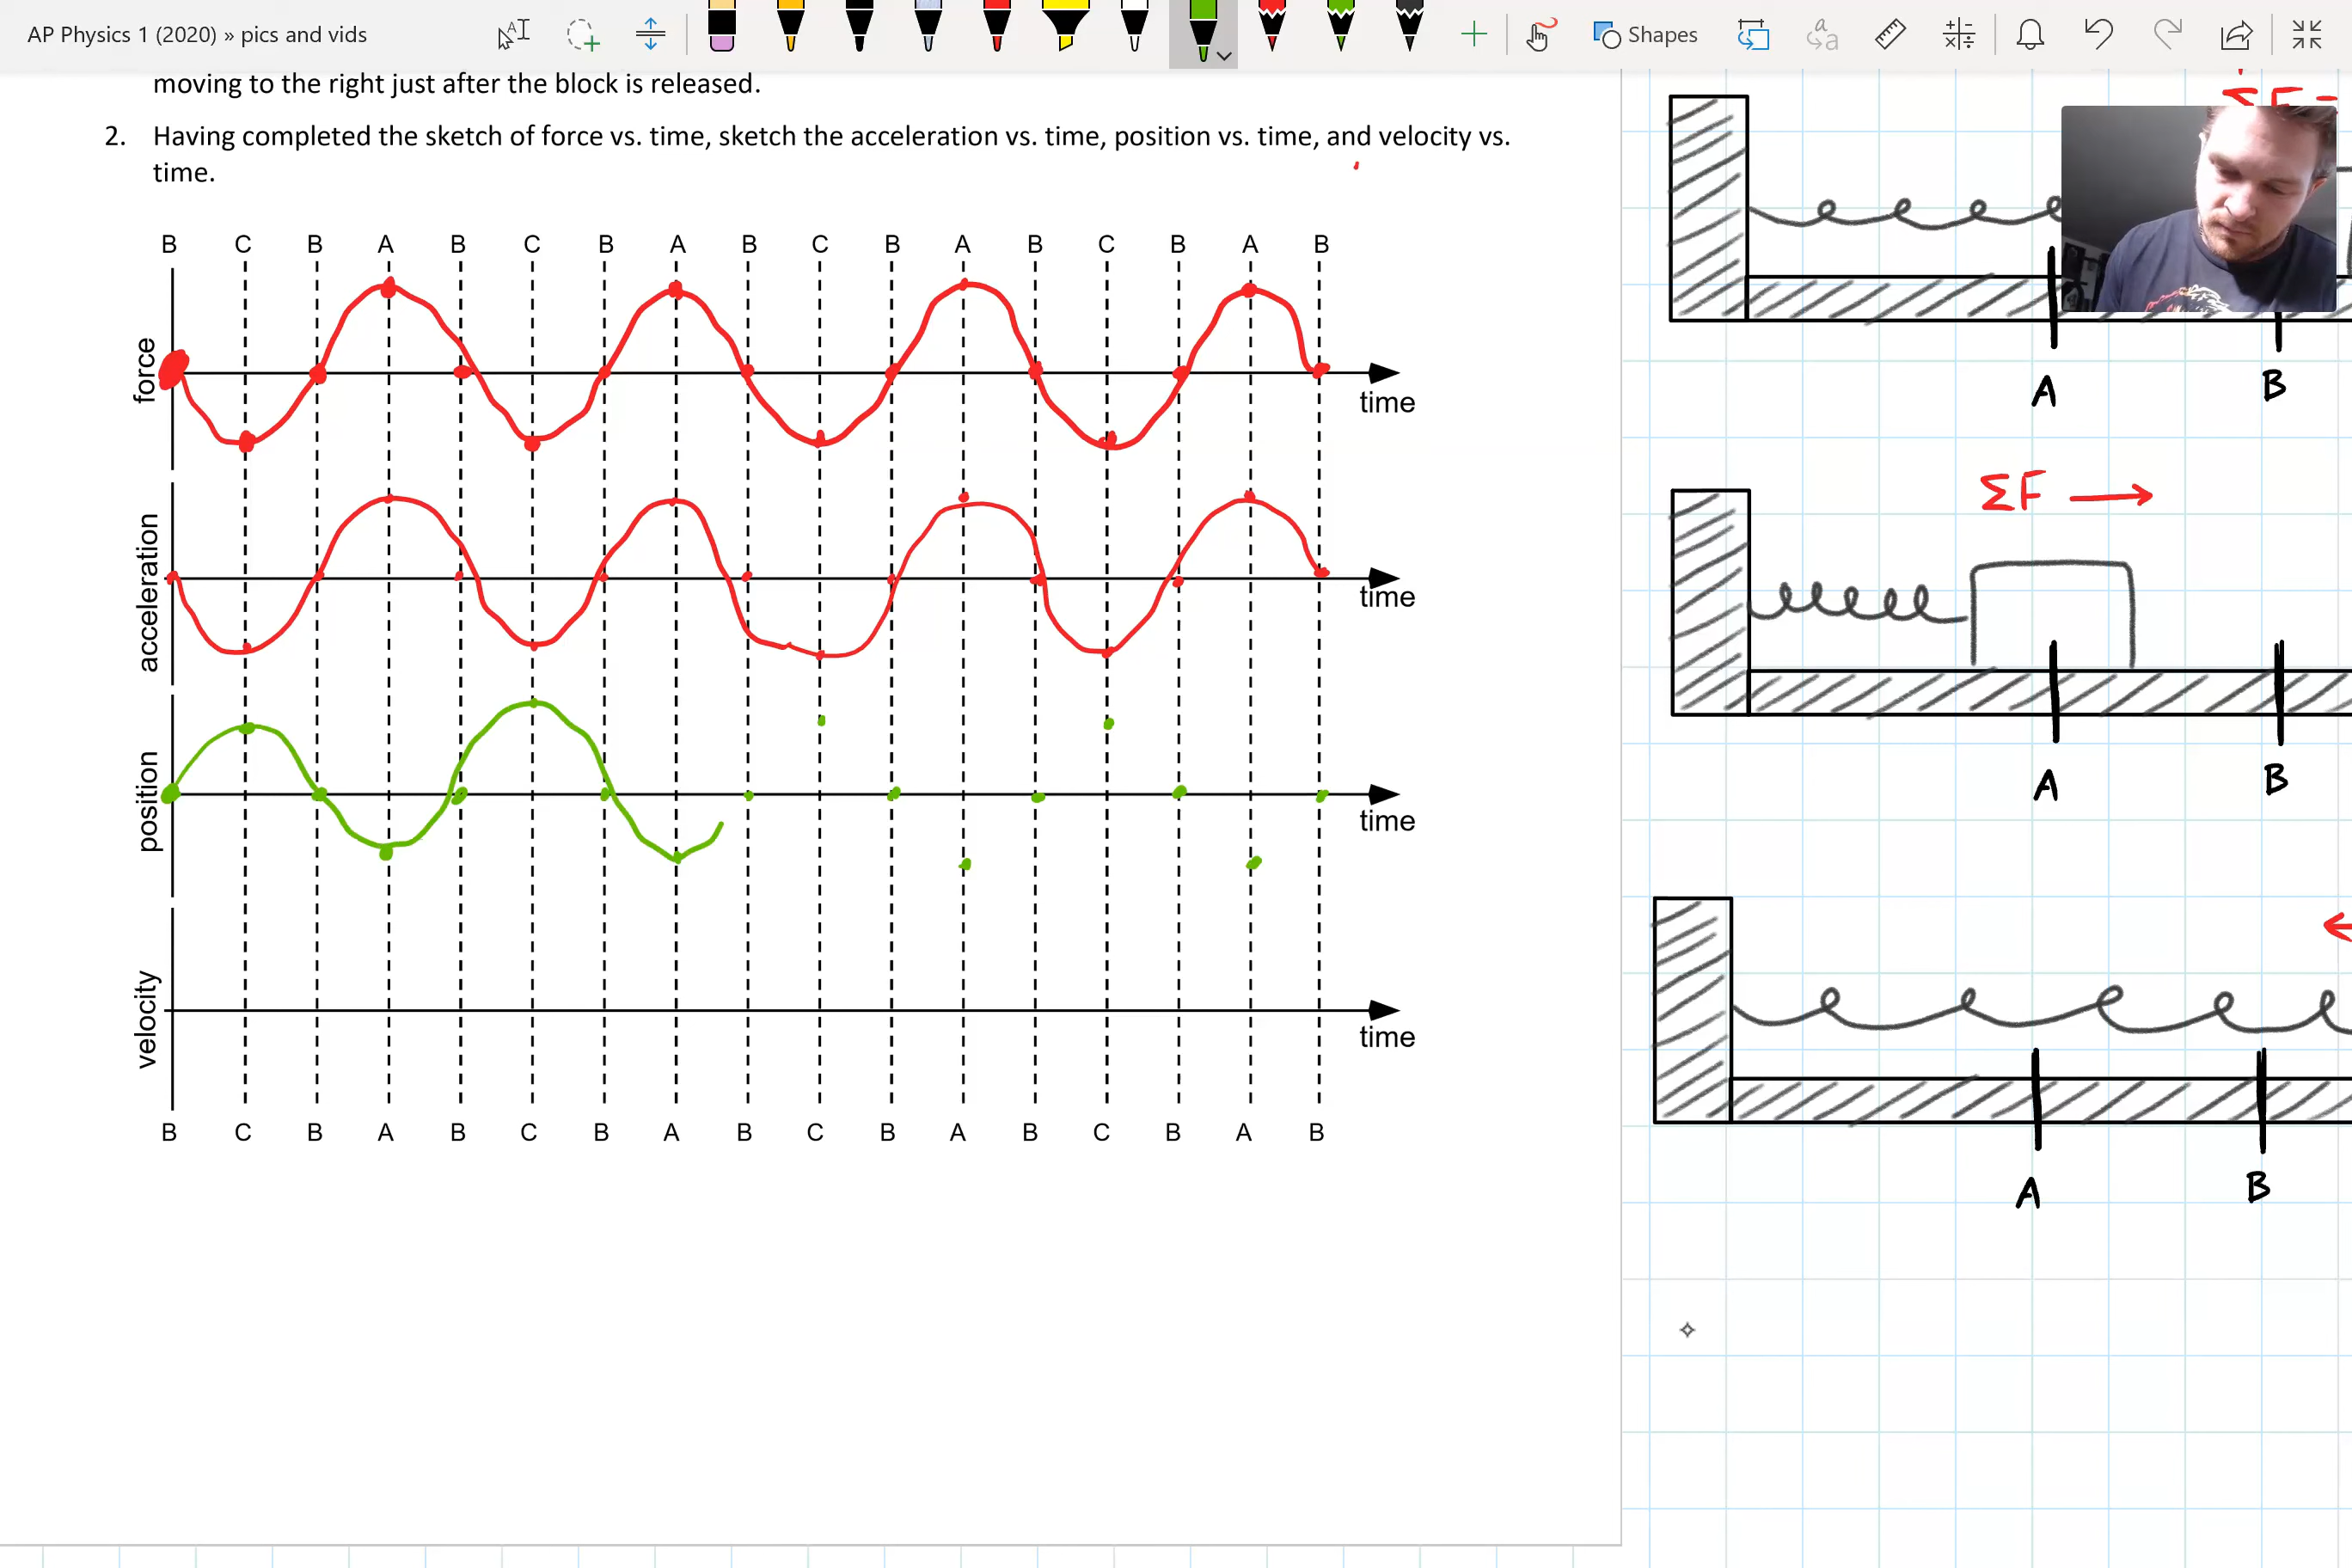 AP Physics 1 (2020) » pics and vids
Shapes
moving to the right just after the block is released.
2. Having completed the sketch of force vs. time, sketch the acceleration vs. time, position vs. time, and velocity vs.
time.
B C B A B C B A B C B A B C B A B
force
time
acceleration
time
position
time
velocity
time
B C B A B C B A B C B A B C B A B
ΣF
A B
ΣF →
A B
←
A B